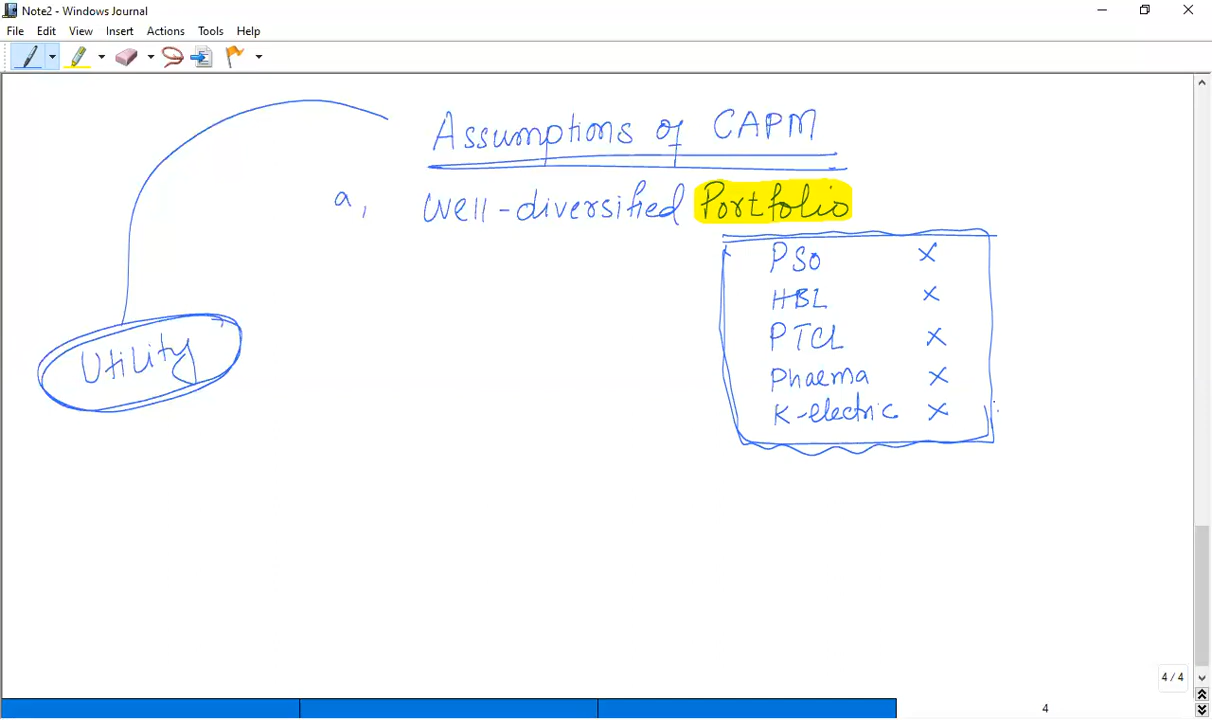 Note2 - Windows Journal
File Edit View Insert Actions Tools Help
Assumptions of CAPM
a, Well-diversified Portfolio
PSO X
HBL X
PTCL X
Phaema X
K-electric X
Utility
4 / 4
4